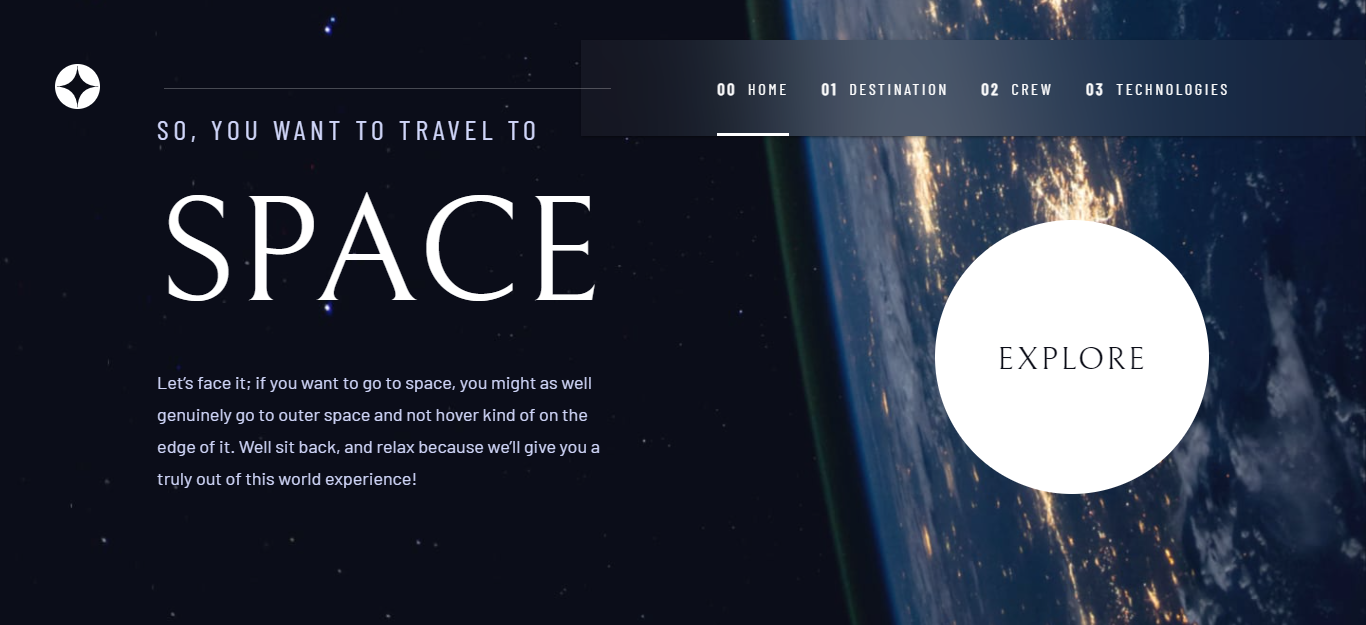 00 HOME 01 DESTINATION 02 CREW 03 TECHNOLOGIES
SO, YOU WANT TO TRAVEL TO
SPACE
Let’s face it; if you want to go to space, you might as well
genuinely go to outer space and not hover kind of on the
edge of it. Well sit back, and relax because we’ll give you a
truly out of this world experience!
EXPLORE